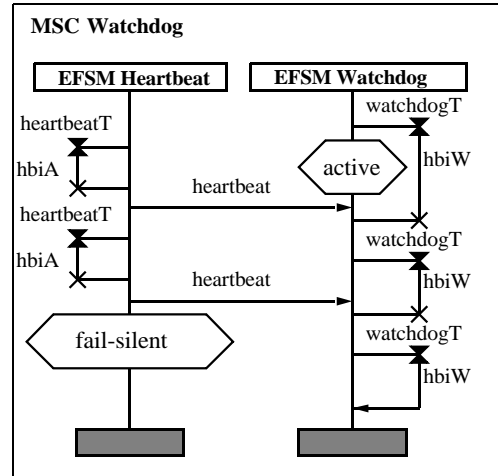 MSC Watchdog
EFSM Heartbeat
EFSM Watchdog
watchdogT
heartbeatT
hbiW
active
hbiA
heartbeat
heartbeatT
watchdogT
hbiA
heartbeat
hbiW
fail-silent
watchdogT
hbiW